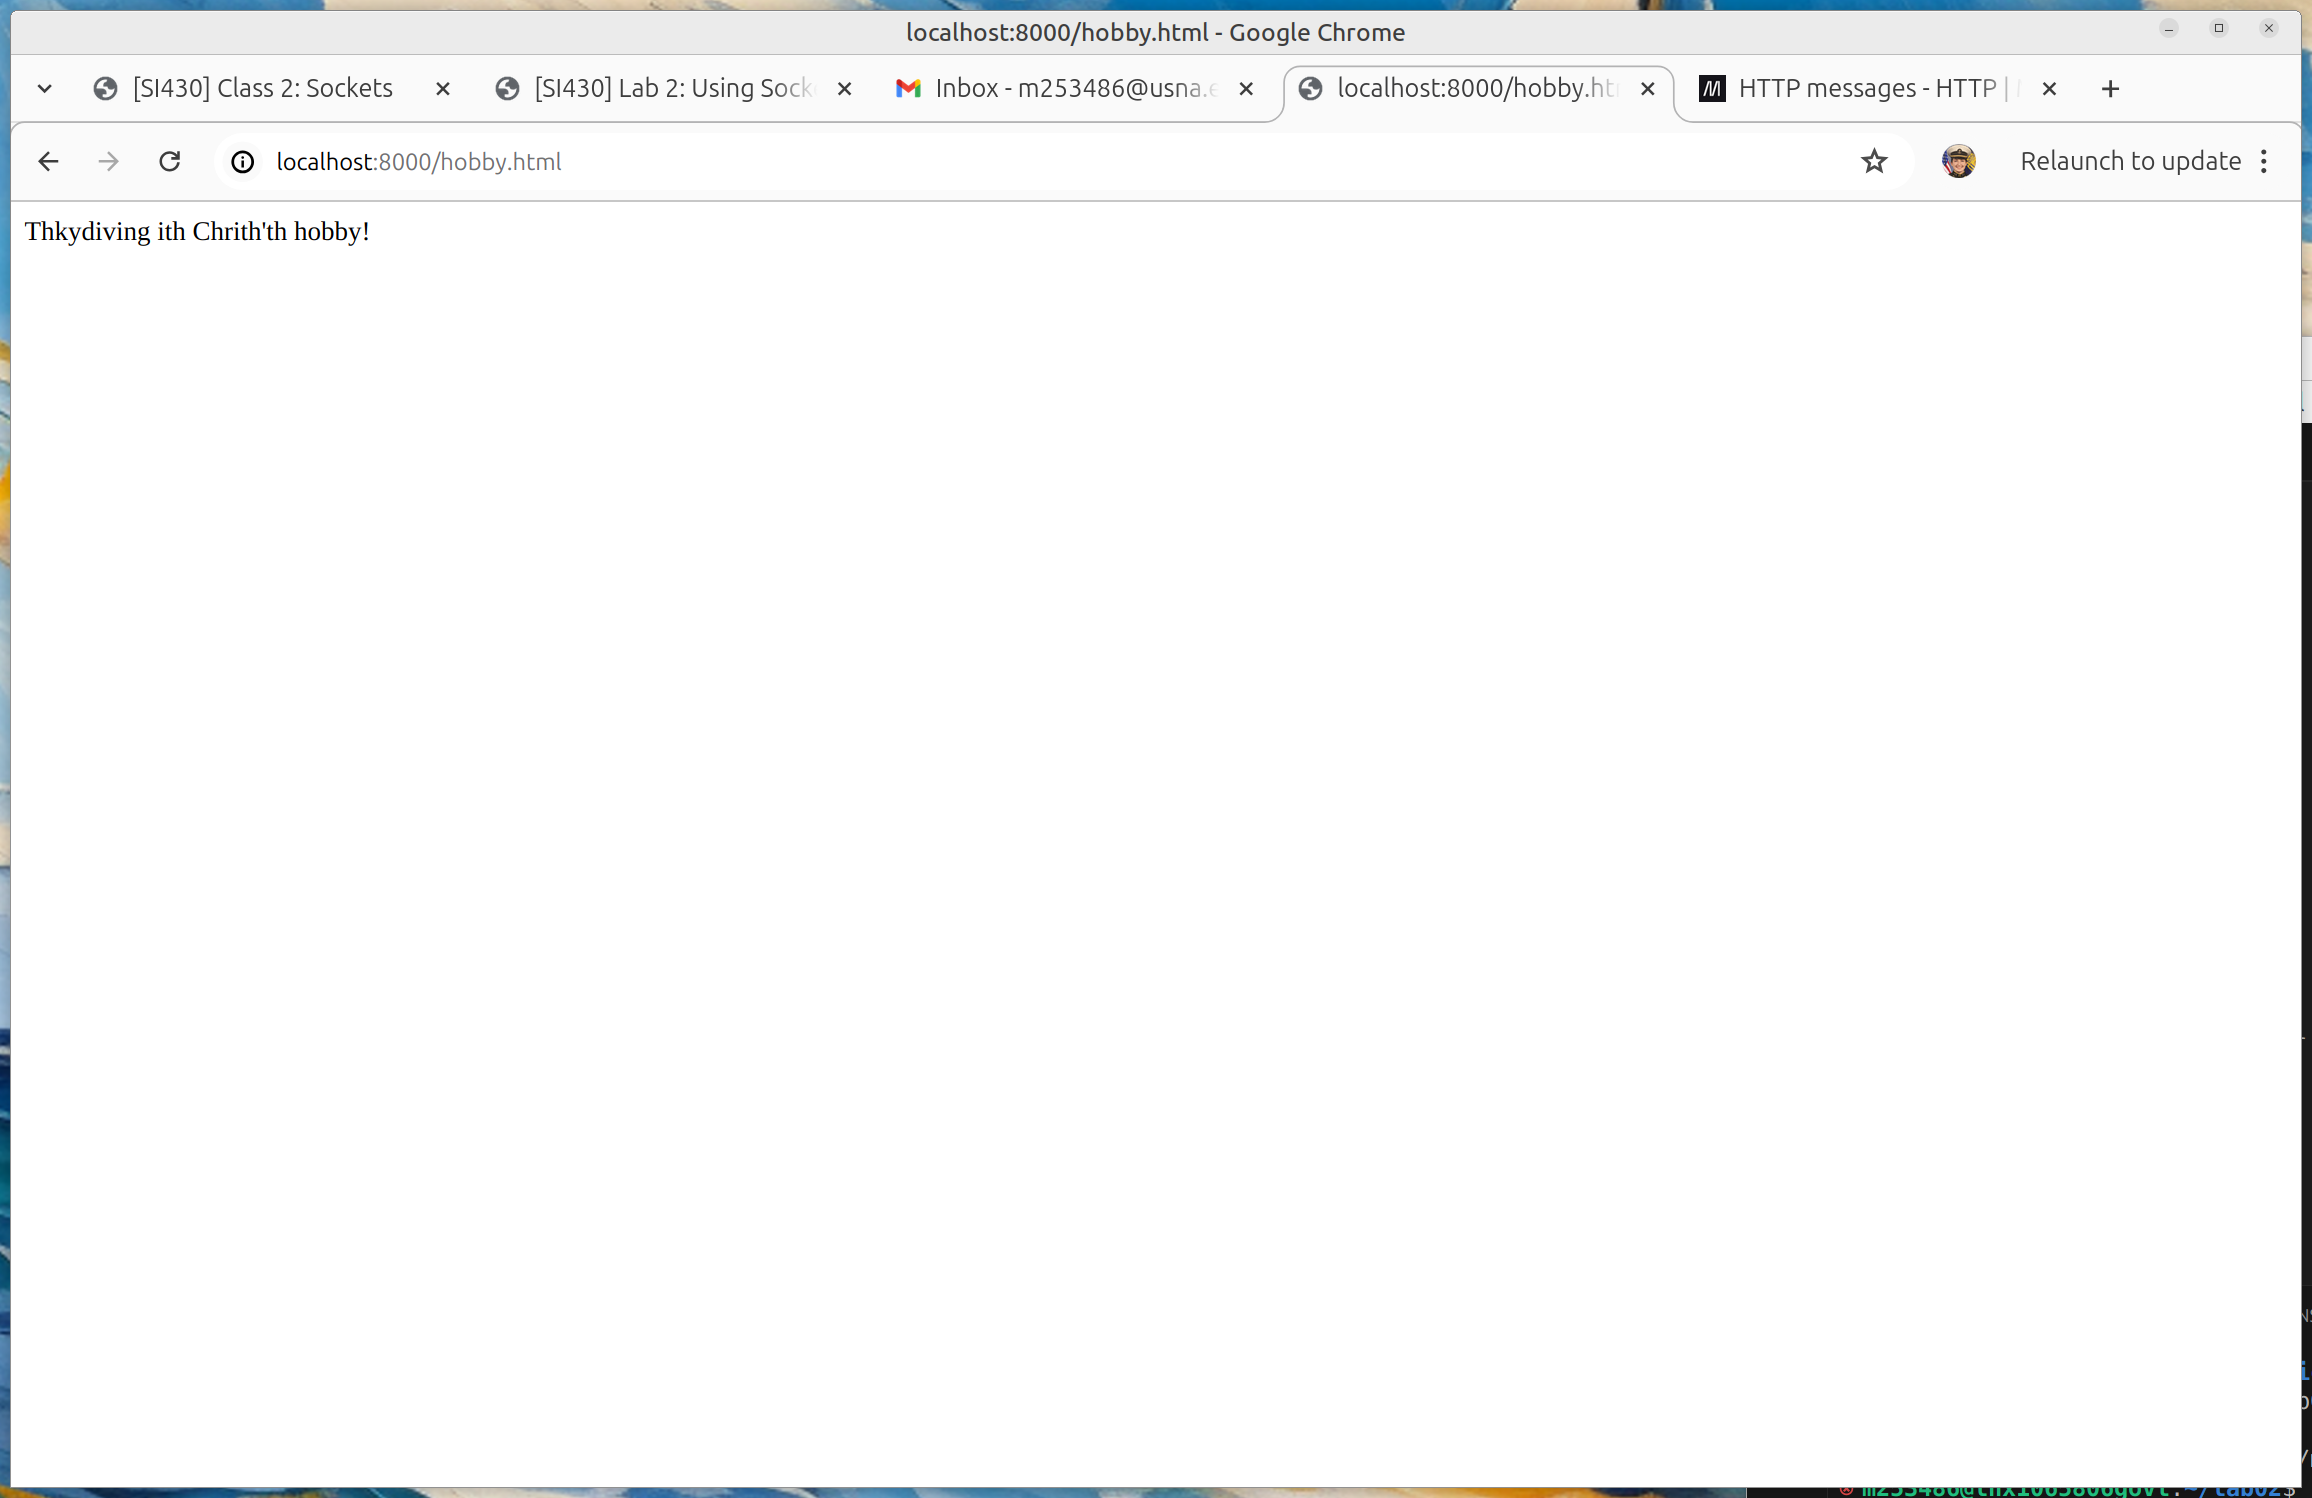 localhost:8000/hobby.html - Google Chrome
[SI430] Class 2: Sockets
[SI430] Lab 2: Using Sock
Inbox - m253486@usna.e
localhost:8000/hobby.ht
HTTP messages - HTTP |
localhost:8000/hobby.html
Relaunch to update
Thkydiving ith Chrith'th hobby!